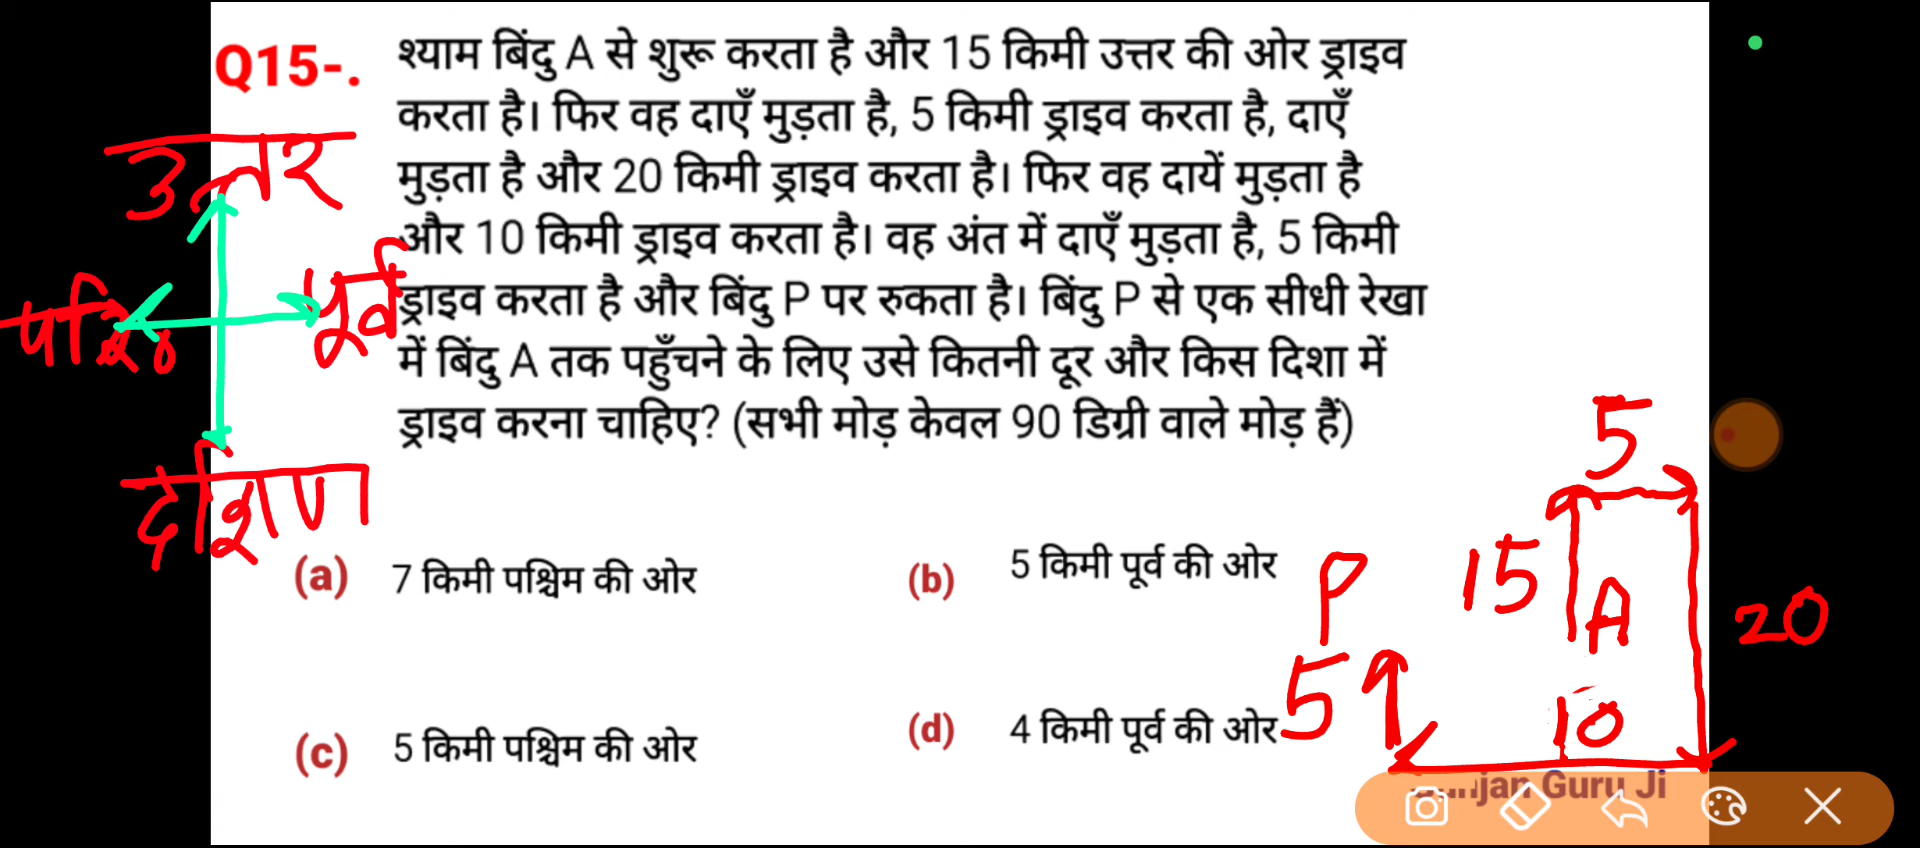 Q15-. श्याम बिंदु A से शुरू करता है और 15 किमी उत्तर की ओर ड्राइव
करता है। फिर वह दाएँ मुड़ता है, 5 किमी ड्राइव करता है, दाएँ
मुड़ता है और 20 किमी ड्राइव करता है। फिर वह दायें मुड़ता है
और 10 किमी ड्राइव करता है। वह अंत में दाएँ मुड़ता है, 5 किमी
ड्राइव करता है और बिंदु P पर रुकता है। बिंदु P से एक सीधी रेखा
में बिंदु A तक पहुँचने के लिए उसे कितनी दूर और किस दिशा में
ड्राइव करना चाहिए? (सभी मोड़ केवल 90 डिग्री वाले मोड़ हैं)
उत्तर
पूर्व
(a) 7 किमी पश्चिम की ओर
(b) 5 किमी पूर्व की ओर
(c) 5 किमी पश्चिम की ओर
(d) 4 किमी पूर्व की ओर
5
15
A
20
P
5
10
Guru Ji